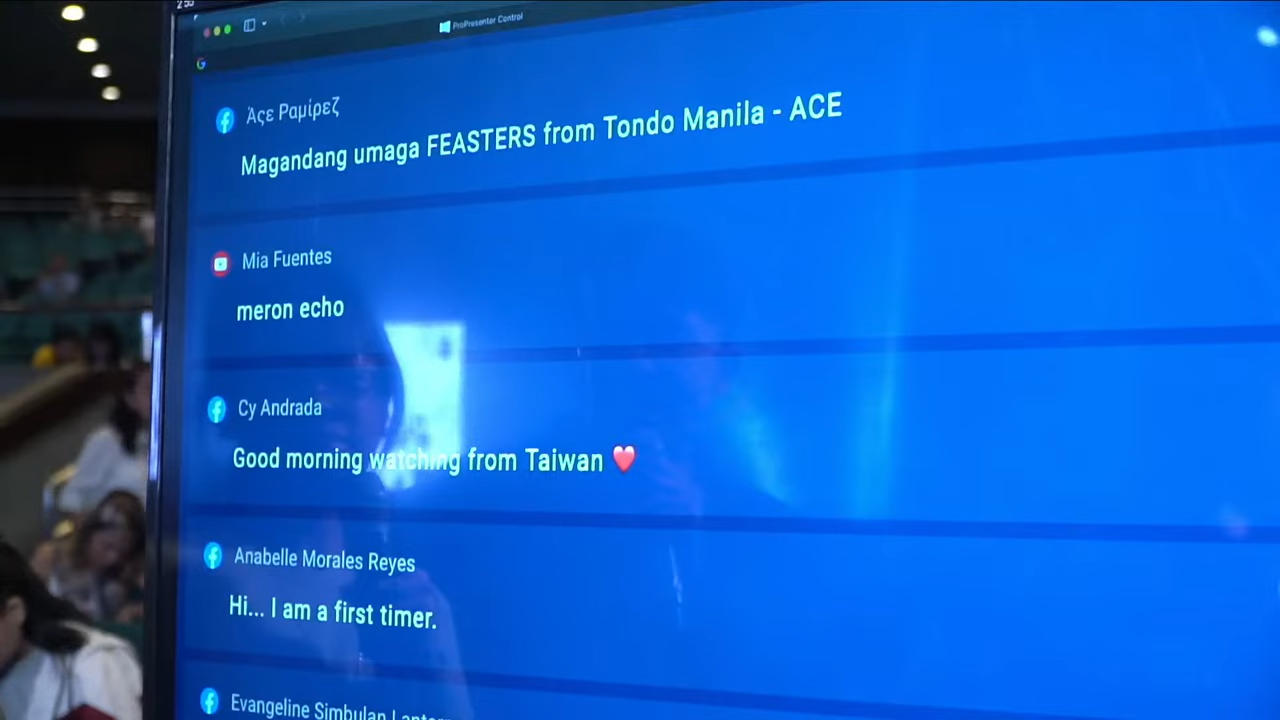 ProPresenter Control
Άςε Ραμίρεζ
Magandang umaga FEASTERS from Tondo Manila - ACE
Mia Fuentes
meron echo
Cy Andrada
Good morning watching from Taiwan ❤️
Anabelle Morales Reyes
Hi... I am a first timer.
Evangeline Simbulan